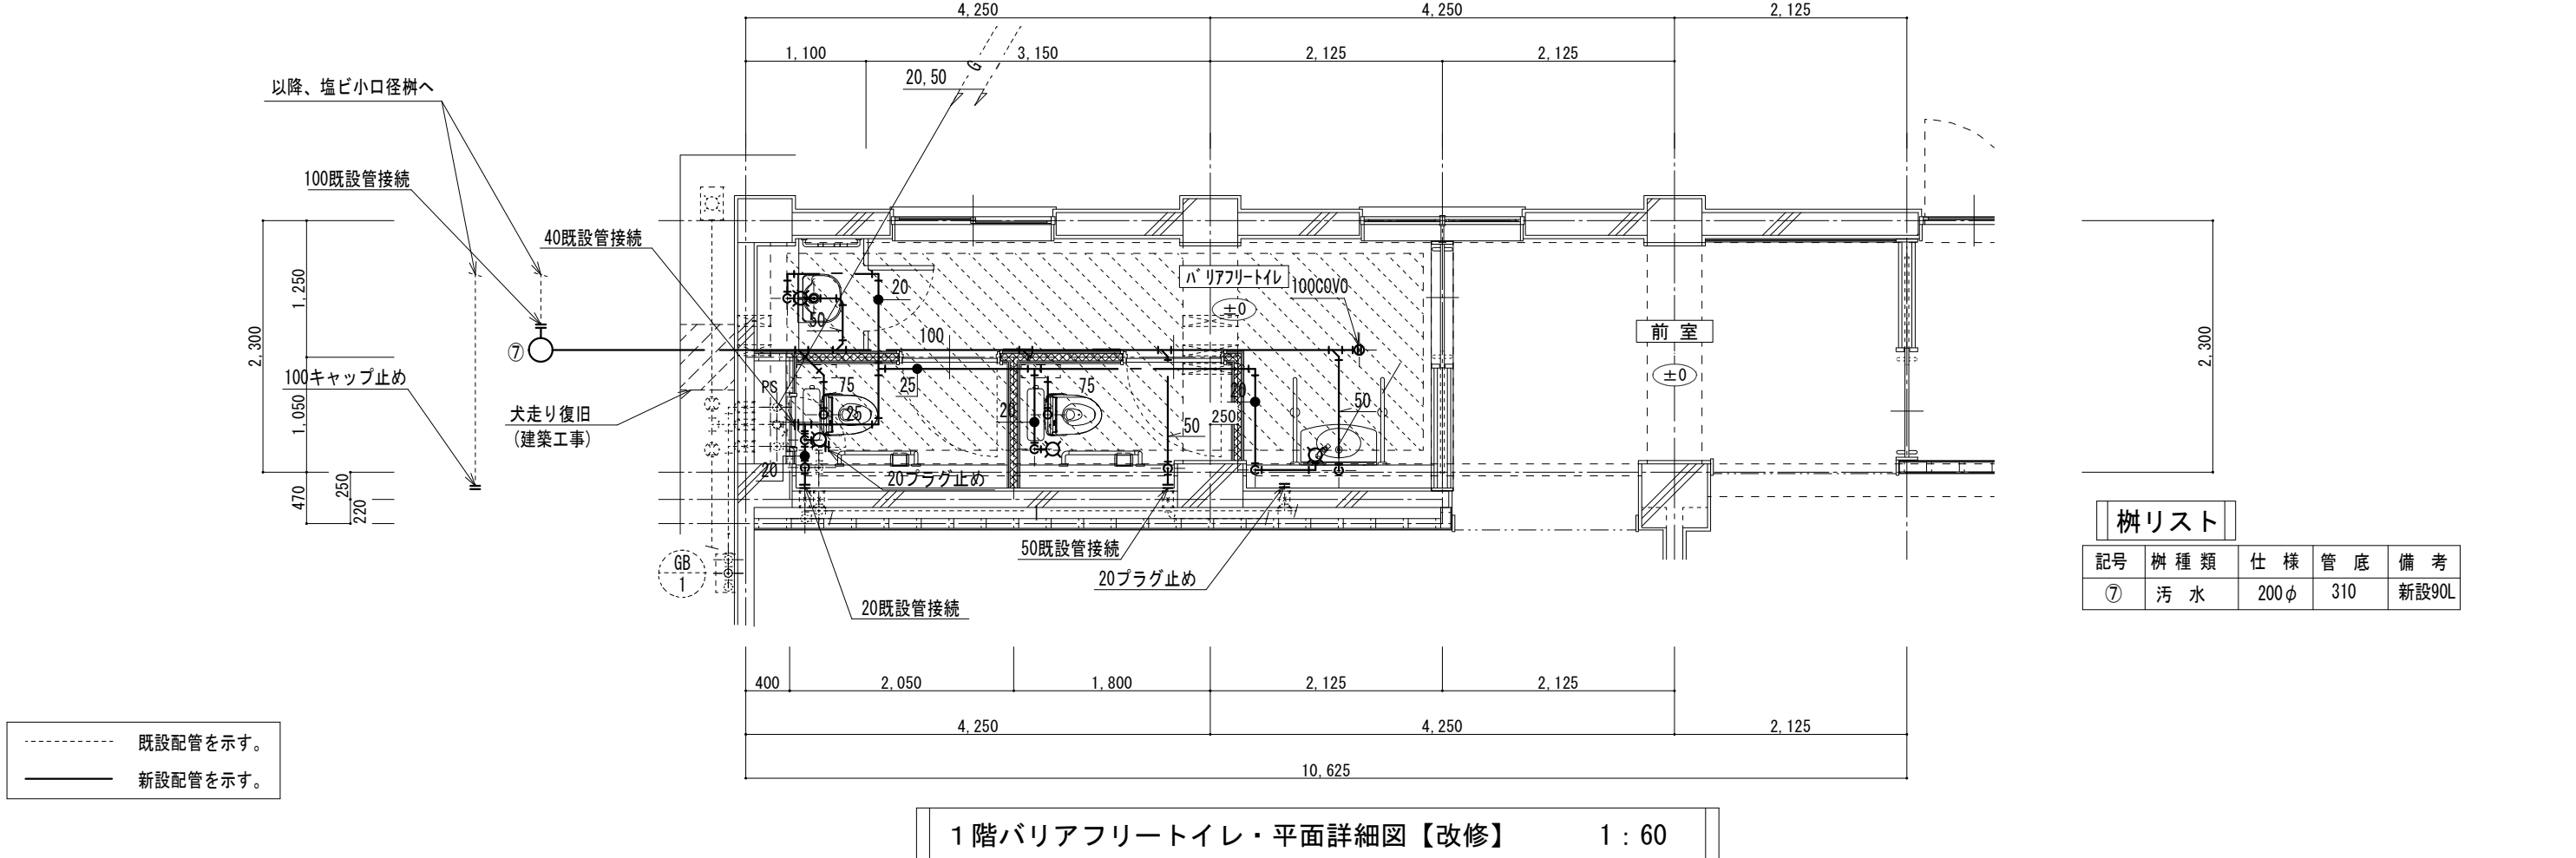 4,250
4,250
2,125
1,100
3,150
2,125
2,125
20,50
G
以降、塩ビ小口径桝へ
100既設管接続
40既設管接続
バリアフリートイレ
100COVO
±0
20
50
100
前 室
±0
⑦
100キャップ止め
犬走り復旧
(建築工事)
PS
75
25
25
75
20
20
50
250
50
20
20プラグ止め
2,300
1,250
1,050
470
250
220
2,300
GB
1
50既設管接続
20プラグ止め
20既設管接続
桝リスト
記号 桝種類 仕 様 管 底 備 考
⑦ 汚 水 200φ 310 新設90L
400
2,050
1,800
2,125
2,125
4,250
4,250
2,125
10,625
既設配管を示す。
新設配管を示す。
1階バリアフリートイレ・平面詳細図【改修】 1:60